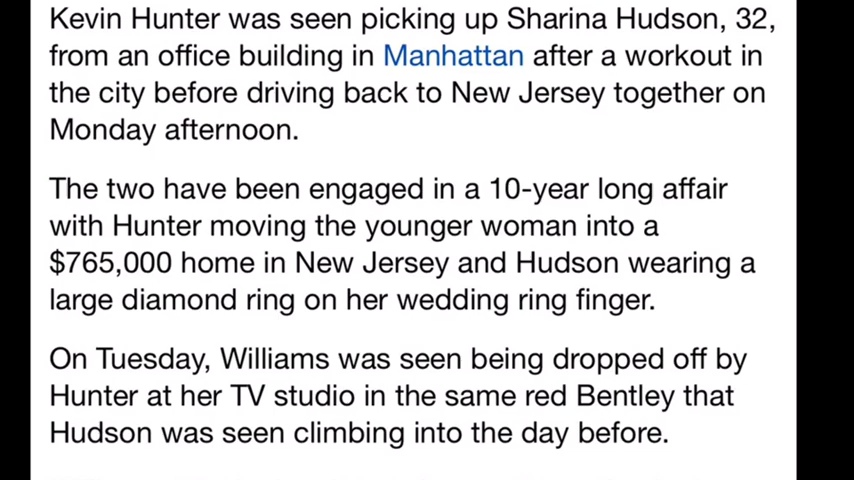 Kevin Hunter was seen picking up Sharina Hudson, 32,
from an office building in Manhattan after a workout in
the city before driving back to New Jersey together on
Monday afternoon.
The two have been engaged in a 10-year long affair
with Hunter moving the younger woman into a
$765,000 home in New Jersey and Hudson wearing a
large diamond ring on her wedding ring finger.
On Tuesday, Williams was seen being dropped off by
Hunter at her TV studio in the same red Bentley that
Hudson was seen climbing into the day before.